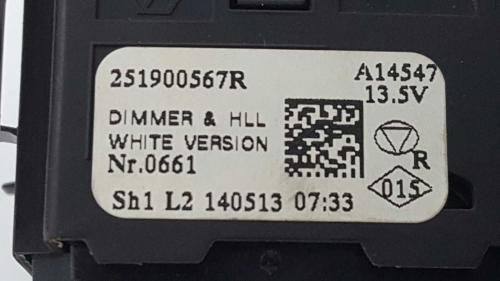 251900567R
A14547
13.5V
DIMMER & HLL
WHITE VERSION
Nr.0661
R
015
Sh1 L2 140513 07:33